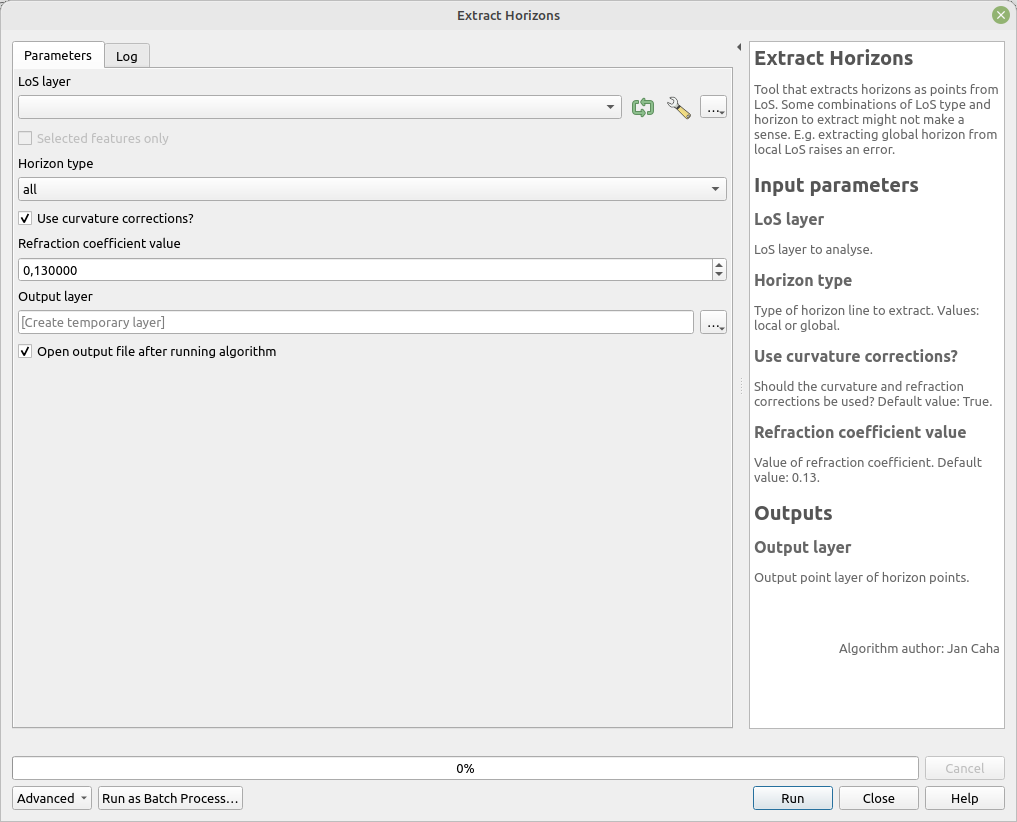 Extract Horizons
Parameters
Log
LoS layer
...
Selected features only
Horizon type
all
Use curvature corrections?
Refraction coefficient value
0,130000
Output layer
[Create temporary layer]
...
Open output file after running algorithm
Extract Horizons
Tool that extracts horizons as points from
LoS. Some combinations of LoS type and
horizon to extract might not make a
sense. E.g. extracting global horizon from
local LoS raises an error.
Input parameters
LoS layer
LoS layer to analyse.
Horizon type
Type of horizon line to extract. Values:
local or global.
Use curvature corrections?
Should the curvature and refraction
corrections be used? Default value: True.
Refraction coefficient value
Value of refraction coefficient. Default
value: 0.13.
Outputs
Output layer
Output point layer of horizon points.
Algorithm author: Jan Caha
0%
Cancel
Advanced
Run as Batch Process...
Run
Close
Help